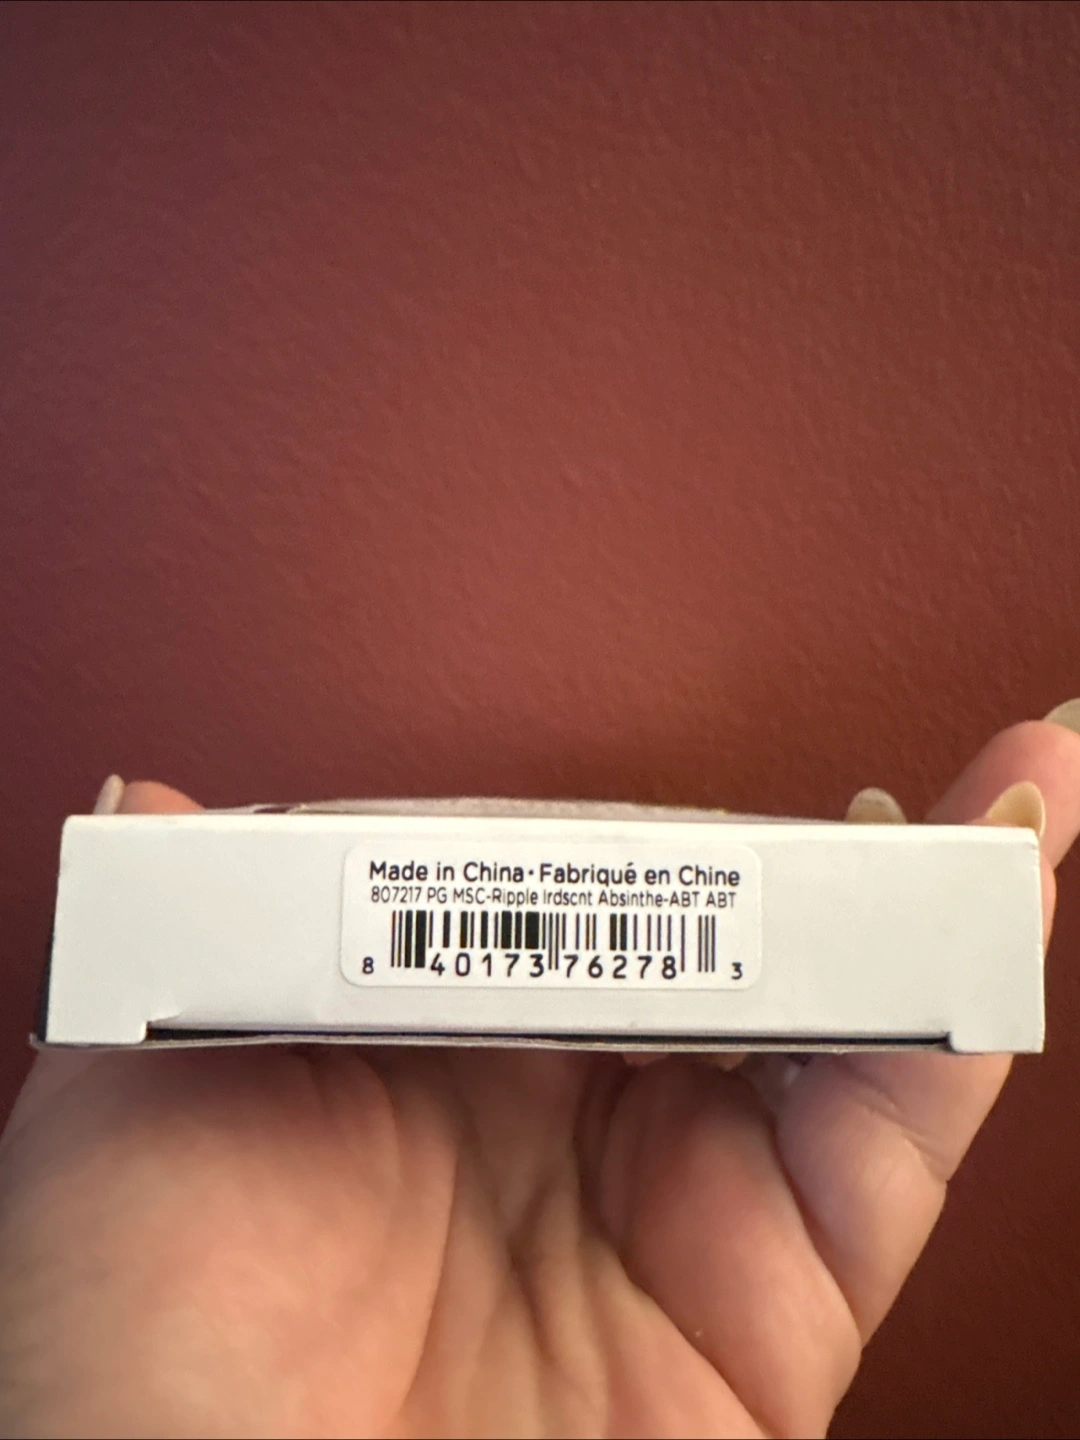 Made in China · Fabriqué en Chine
807217 PG MSC-Ripple Irdscnt Absinthe-ABT ABT
8 40173 76278 3